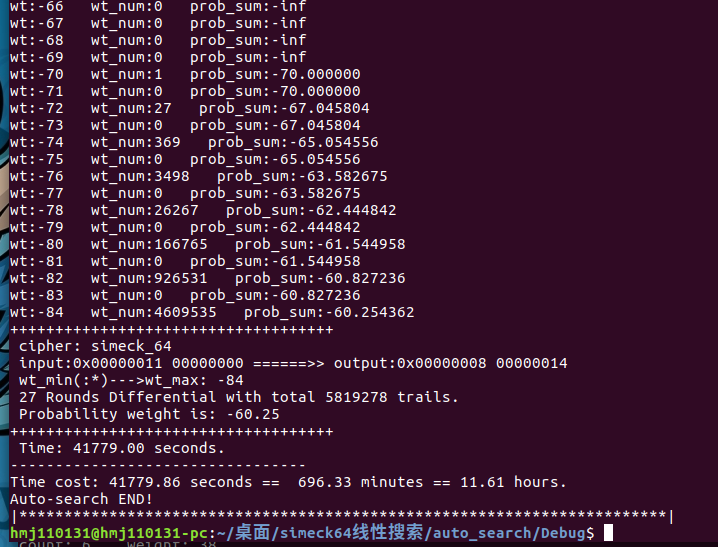 wt:-66 wt_num:0 prob_sum:-inf
wt:-67 wt_num:0 prob_sum:-inf
wt:-68 wt_num:0 prob_sum:-inf
wt:-69 wt_num:0 prob_sum:-inf
wt:-70 wt_num:1 prob_sum:-70.000000
wt:-71 wt_num:0 prob_sum:-70.000000
wt:-72 wt_num:27 prob_sum:-67.045804
wt:-73 wt_num:0 prob_sum:-67.045804
wt:-74 wt_num:369 prob_sum:-65.054556
wt:-75 wt_num:0 prob_sum:-65.054556
wt:-76 wt_num:3498 prob_sum:-63.582675
wt:-77 wt_num:0 prob_sum:-63.582675
wt:-78 wt_num:26267 prob_sum:-62.444842
wt:-79 wt_num:0 prob_sum:-62.444842
wt:-80 wt_num:166765 prob_sum:-61.544958
wt:-81 wt_num:0 prob_sum:-61.544958
wt:-82 wt_num:926531 prob_sum:-60.827236
wt:-83 wt_num:0 prob_sum:-60.827236
wt:-84 wt_num:4609535 prob_sum:-60.254362
++++++++++++++++++++++++++++++++++++
cipher: simeck_64
input:0x00000011 00000000 ======>> output:0x00000008 00000014
wt_min(:*)--->wt_max: -84
27 Rounds Differential with total 5819278 trails.
Probability weight is: -60.25
++++++++++++++++++++++++++++++++++++
Time: 41779.00 seconds.
---------------------------------
Time cost: 41779.86 seconds == 696.33 minutes == 11.61 hours.
Auto-search END!
|************************************************************************|
hmj110131@hmj110131-pc:~/桌面/simeck64线性搜索/auto_search/Debug$
count: 6 weight: 38